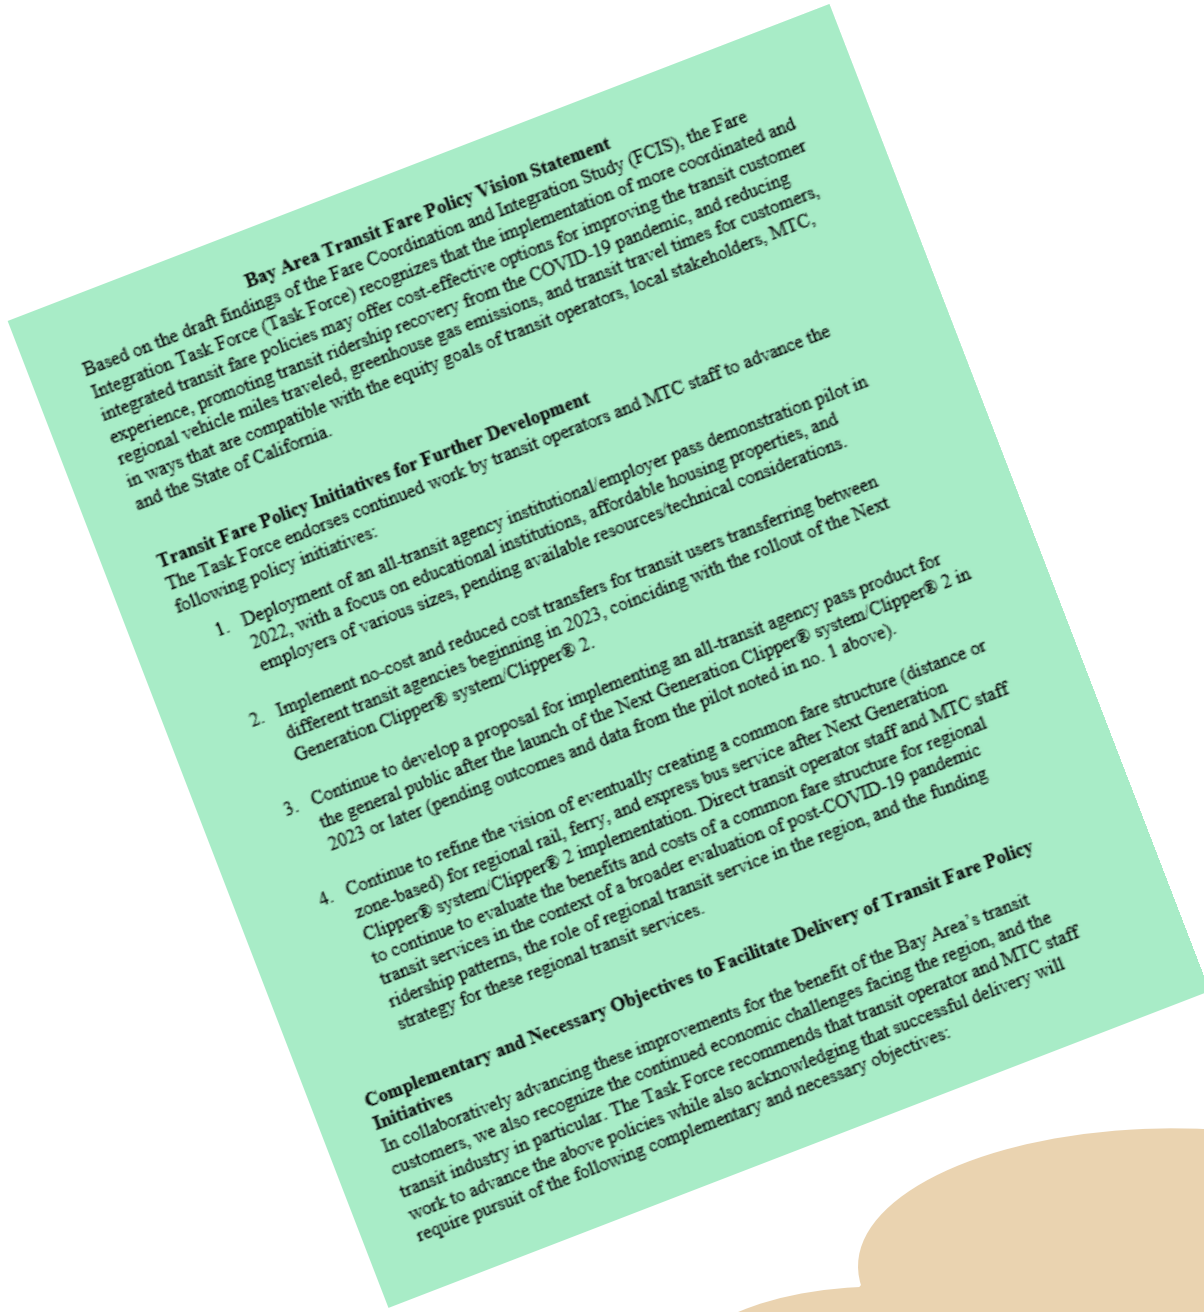 Bay Area Transit Fare Policy Vision Statement
Based on the draft findings of the Fare Coordination and Integration Study (FCIS), the Fare
Integration Task Force (Task Force) recognizes that the implementation of more coordinated and
integrated transit fare policies may offer cost-effective options for improving the transit customer
experience, promoting transit ridership recovery from the COVID-19 pandemic, and reducing
regional vehicle miles traveled, greenhouse gas emissions, and transit travel times for customers,
in ways that are compatible with the equity goals of transit operators, local stakeholders, MTC,
and the State of California.
Transit Fare Policy Initiatives for Further Development
The Task Force endorses continued work by transit operators and MTC staff to advance the
following policy initiatives:
1. Deployment of an all-transit agency institutional/employer pass demonstration pilot in
2022, with a focus on educational institutions, affordable housing properties, and
employers of various sizes, pending available resources/technical considerations.
2. Implement no-cost and reduced cost transfers for transit users transferring between
different transit agencies beginning in 2023, coinciding with the rollout of the Next
Generation Clipper® system/Clipper® 2.
3. Continue to develop a proposal for implementing an all-transit agency pass product for
the general public after the launch of the Next Generation Clipper® system/Clipper® 2 in
2023 or later (pending outcomes and data from the pilot noted in no. 1 above).
4. Continue to refine the vision of eventually creating a common fare structure (distance or
zone-based) for regional rail, ferry, and express bus service after Next Generation
Clipper® system/Clipper® 2 implementation. Direct transit operator staff and MTC staff
to continue to evaluate the benefits and costs of a common fare structure for regional
transit services in the context of a broader evaluation of post-COVID-19 pandemic
ridership patterns, the role of regional transit service in the region, and the funding
strategy for these regional transit services.
Complementary and Necessary Objectives to Facilitate Delivery of Transit Fare Policy
Initiatives
In collaboratively advancing these improvements for the benefit of the Bay Area's transit
customers, we also recognize the continued economic challenges facing the region, and the
transit industry in particular. The Task Force recommends that transit operator and MTC staff
work to advance the above policies while also acknowledging that successful delivery will
require pursuit of the following complementary and necessary objectives: